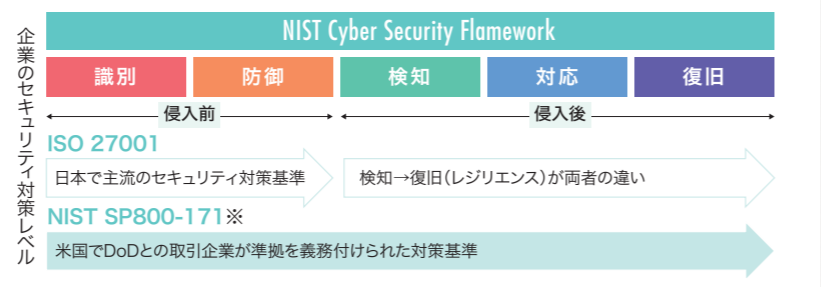 企業のセキュリティ対策レベル
NIST Cyber Security Flamework
識別 防御 検知 対応 復旧
侵入前 侵入後
ISO 27001
日本で主流のセキュリティ対策基準 検知→復旧(レジリエンス)が両者の違い
NIST SP800-171※
米国でDoDとの取引企業が準拠を義務付けられた対策基準